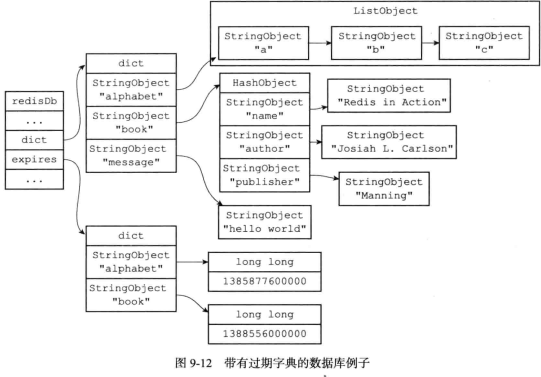 ListObject
StringObject
"a"
StringObject
"b"
StringObject
"c"
redisDb
...
dict
expires
...
dict
StringObject
"alphabet"
StringObject
"book"
StringObject
"message"
HashObject
StringObject
"name"
StringObject
"author"
StringObject
"publisher"
StringObject
"Redis in Action"
StringObject
"Josiah L. Carlson"
StringObject
"Manning"
StringObject
"hello world"
dict
StringObject
"alphabet"
StringObject
"book"
long long
1385877600000
long long
1388556000000
图 9-12 带有过期字典的数据库例子